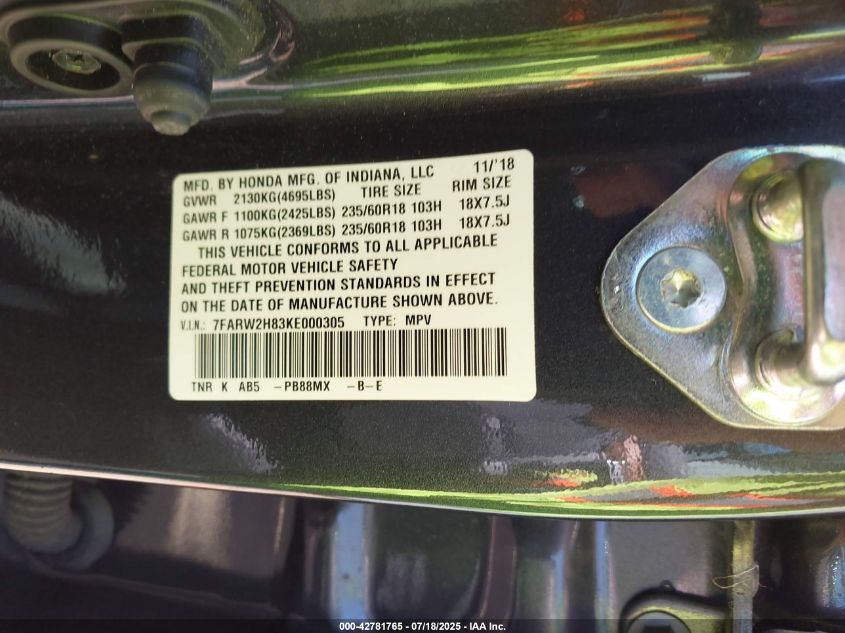 MFD. BY HONDA MFG. OF INDIANA, LLC 11/'18
GVWR 2130KG(4695LBS) TIRE SIZE RIM SIZE
GAWR F 1100KG(2425LBS) 235/60R18 103H 18X7.5J
GAWR R 1075KG(2369LBS) 235/60R18 103H 18X7.5J
THIS VEHICLE CONFORMS TO ALL APPLICABLE
FEDERAL MOTOR VEHICLE SAFETY
AND THEFT PREVENTION STANDARDS IN EFFECT
ON THE DATE OF MANUFACTURE SHOWN ABOVE.
V.I.N.: 7FARW2H83KE000305 TYPE: MPV
TNR K AB5 -PB88MX -B-E
000-42781765 - 07/18/2025 - IAA Inc.